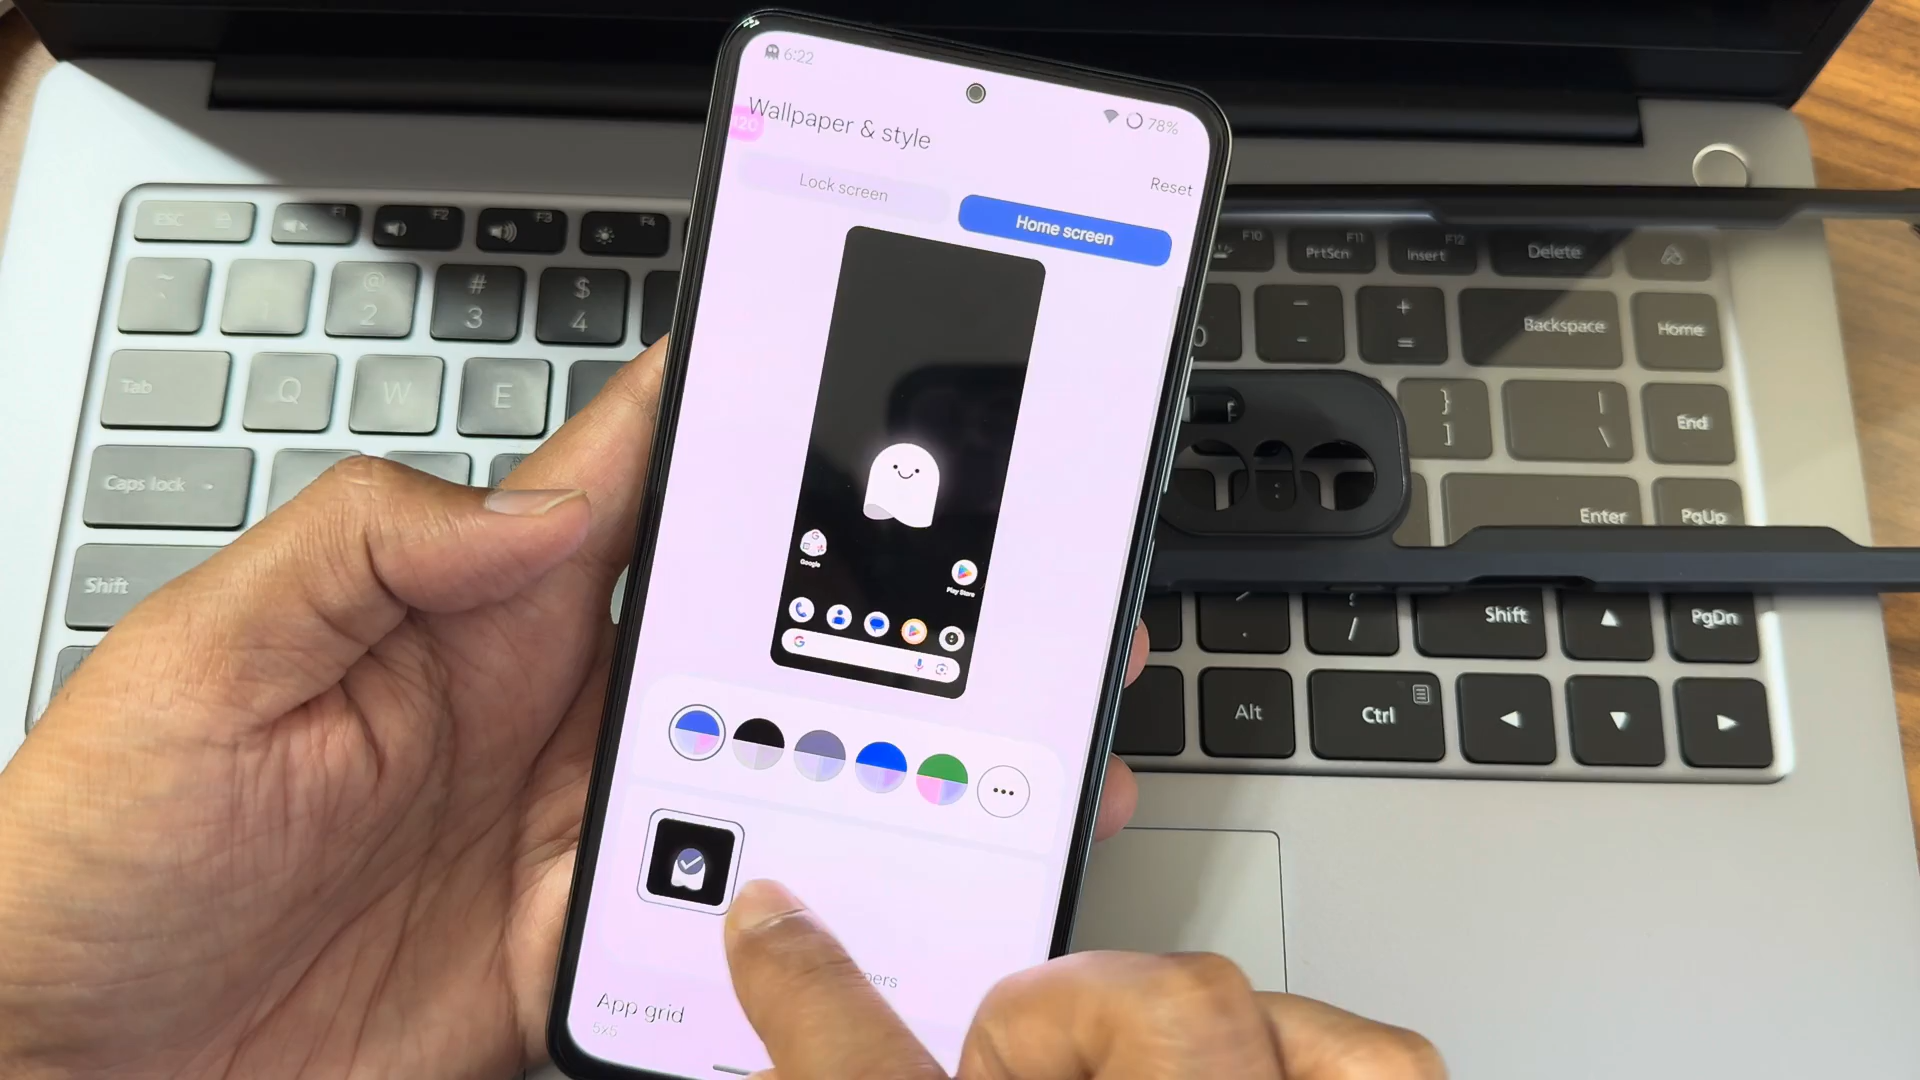 6:22
78%
120
Wallpaper & style
Reset
Lock screen
Home screen
Google
Play Store
App grid
5x5
ESC
F1
F2
F3
F4
F10
F11
PrtScn
F12
Insert
Delete
~
`
@
2
#
3
$
4
-
+
=
Backspace
Home
Tab
Q
W
E
}
]
|
\
End
Caps lock
Enter
PgUp
Shift
/
Shift
PgDn
Alt
Ctrl